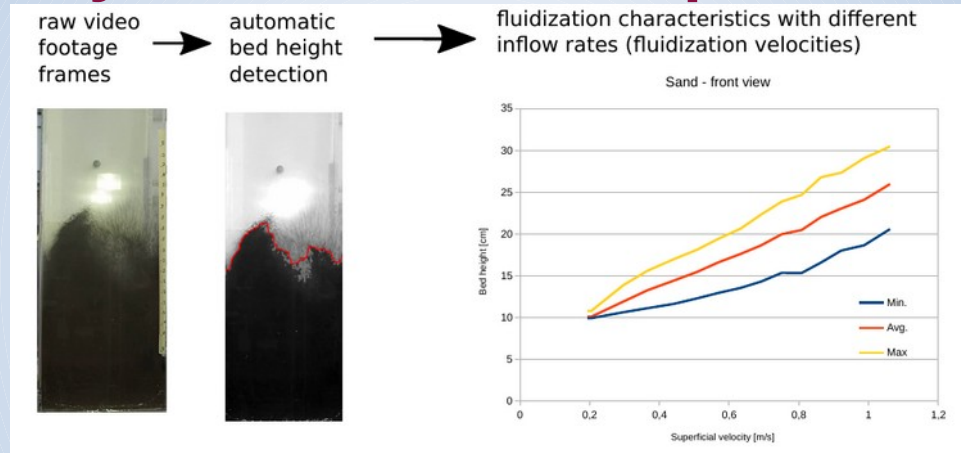 raw video
footage
frames
automatic
bed height
detection
fluidization characteristics with different
inflow rates (fluidization velocities)
Sand - front view
Bed height [cm]
35
30
25
20
15
10
5
0
0
0,2
0,4
0,6
0,8
1
1,2
Superficial velocity [m/s]
Min.
Avg.
Max